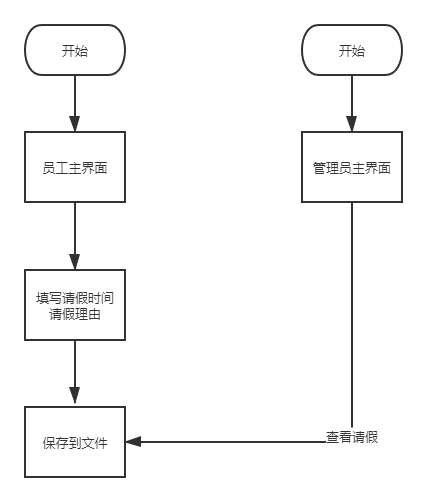 开始
开始
员工主界面
管理员主界面
填写请假时间
请假理由
保存到文件
查看请假